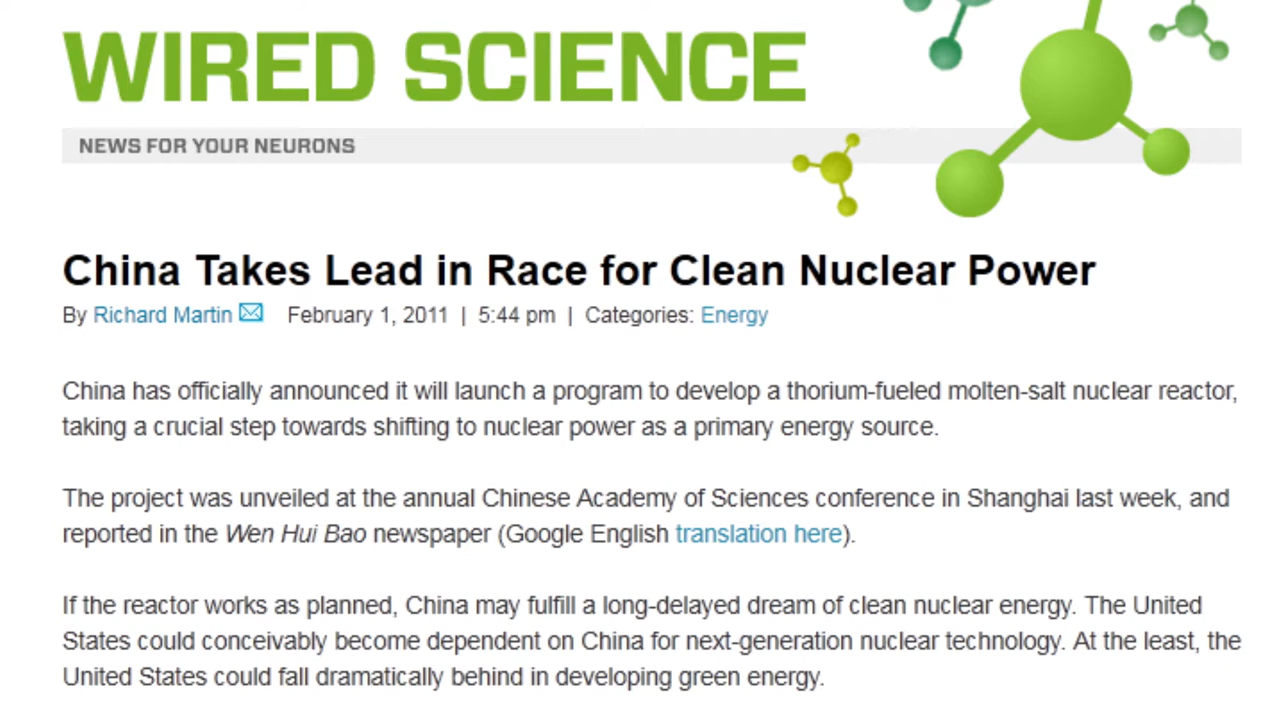 WIRED SCIENCE
NEWS FOR YOUR NEURONS
China Takes Lead in Race for Clean Nuclear Power
By Richard Martin February 1, 2011 | 5:44 pm | Categories: Energy
China has officially announced it will launch a program to develop a thorium-fueled molten-salt nuclear reactor,
taking a crucial step towards shifting to nuclear power as a primary energy source.
The project was unveiled at the annual Chinese Academy of Sciences conference in Shanghai last week, and
reported in the Wen Hui Bao newspaper (Google English translation here).
If the reactor works as planned, China may fulfill a long-delayed dream of clean nuclear energy. The United
States could conceivably become dependent on China for next-generation nuclear technology. At the least, the
United States could fall dramatically behind in developing green energy.